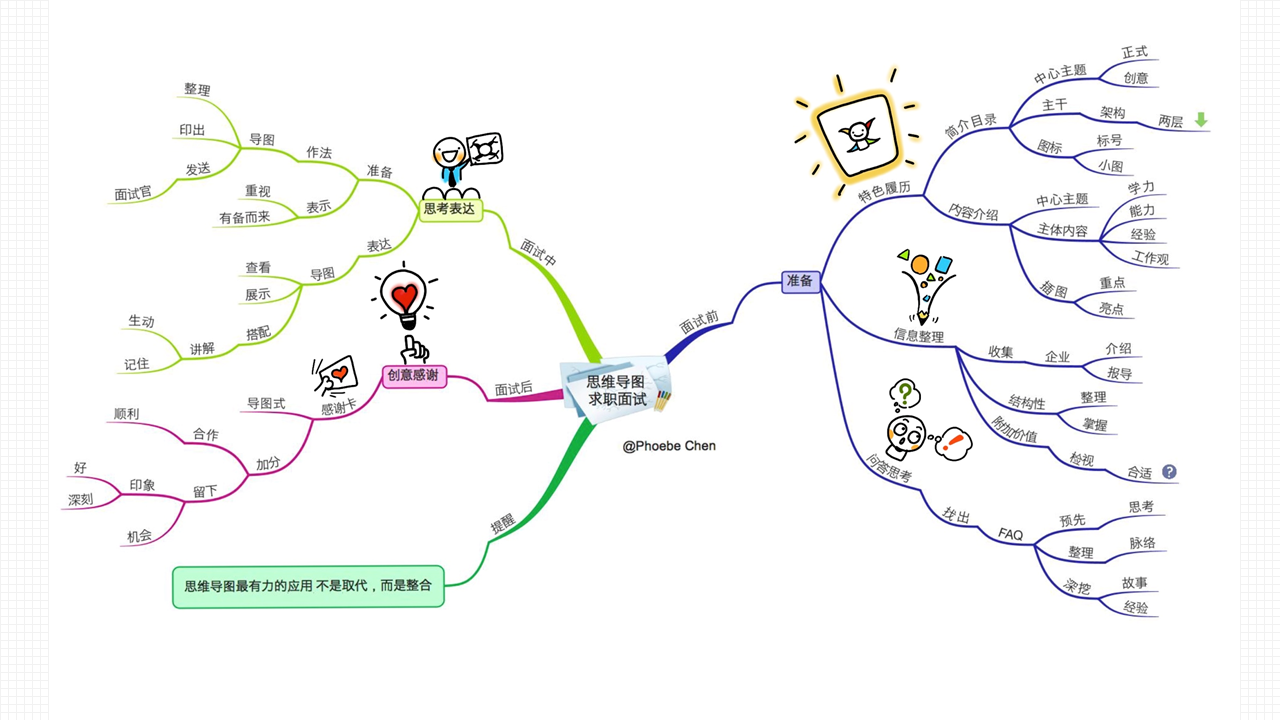 思维导图
求职面试
@Phoebe Chen
面试前
准备
特色履历
简介目录
中心主题
正式
创意
主干
架构
两层
图标
标号
小图
内容介绍
中心主题
主体内容
学力
能力
经验
工作观
插图
重点
亮点
信息整理
收集
企业
介绍
报导
结构性
整理
掌握
附加价值
检视
合适
?
问答思考
?
!
找出
FAQ
预先
思考
整理
脉络
深挖
故事
经验
面试中
思考表达
准备
作法
导图
整理
印出
发送
面试官
表示
重视
有备而来
表达
导图
查看
展示
搭配
讲解
生动
记住
面试后
创意感谢
感谢卡
导图式
加分
合作
顺利
留下
印象
好
深刻
机会
提醒
思维导图最有力的应用 不是取代，而是整合